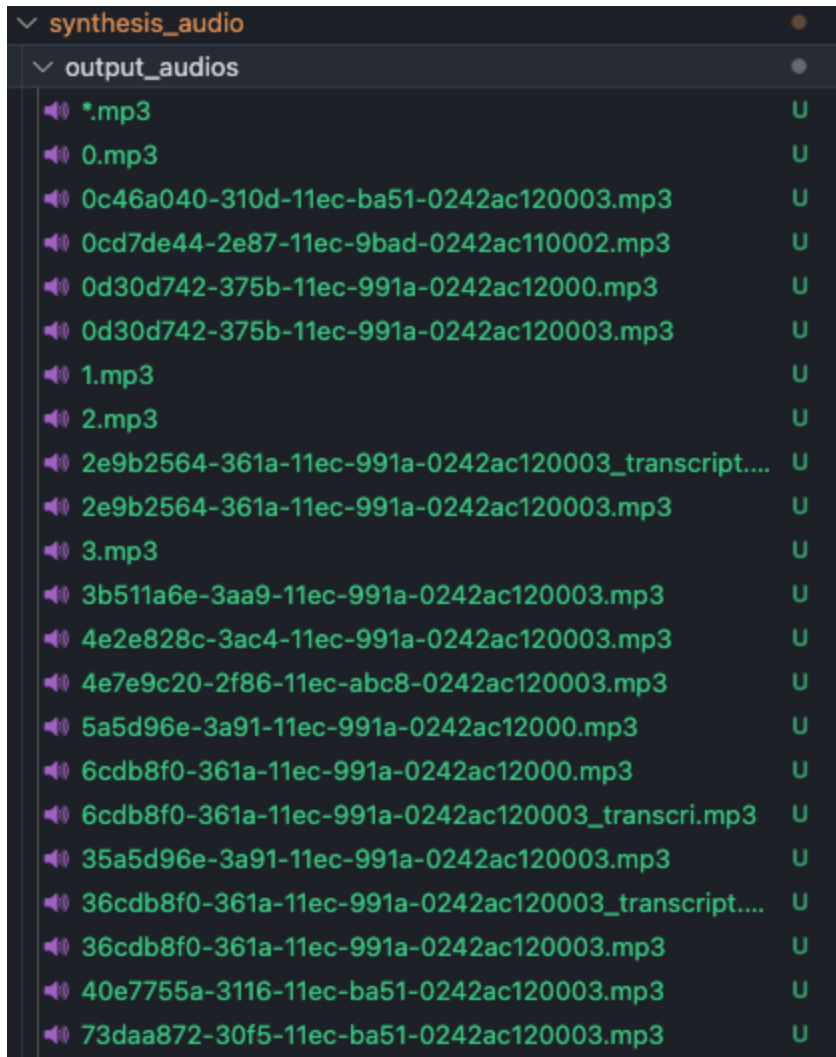 synthesis_audio
output_audios
*.mp3 U
0.mp3 U
0c46a040-310d-11ec-ba51-0242ac120003.mp3 U
0cd7de44-2e87-11ec-9bad-0242ac110002.mp3 U
0d30d742-375b-11ec-991a-0242ac12000.mp3 U
0d30d742-375b-11ec-991a-0242ac120003.mp3 U
1.mp3 U
2.mp3 U
2e9b2564-361a-11ec-991a-0242ac120003_transcript.... U
2e9b2564-361a-11ec-991a-0242ac120003.mp3 U
3.mp3 U
3b511a6e-3aa9-11ec-991a-0242ac120003.mp3 U
4e2e828c-3ac4-11ec-991a-0242ac120003.mp3 U
4e7e9c20-2f86-11ec-abc8-0242ac120003.mp3 U
5a5d96e-3a91-11ec-991a-0242ac12000.mp3 U
6cdb8f0-361a-11ec-991a-0242ac12000.mp3 U
6cdb8f0-361a-11ec-991a-0242ac120003_transcri.mp3 U
35a5d96e-3a91-11ec-991a-0242ac120003.mp3 U
36cdb8f0-361a-11ec-991a-0242ac120003_transcript.... U
36cdb8f0-361a-11ec-991a-0242ac120003.mp3 U
40e7755a-3116-11ec-ba51-0242ac120003.mp3 U
73daa872-30f5-11ec-ba51-0242ac120003.mp3 U